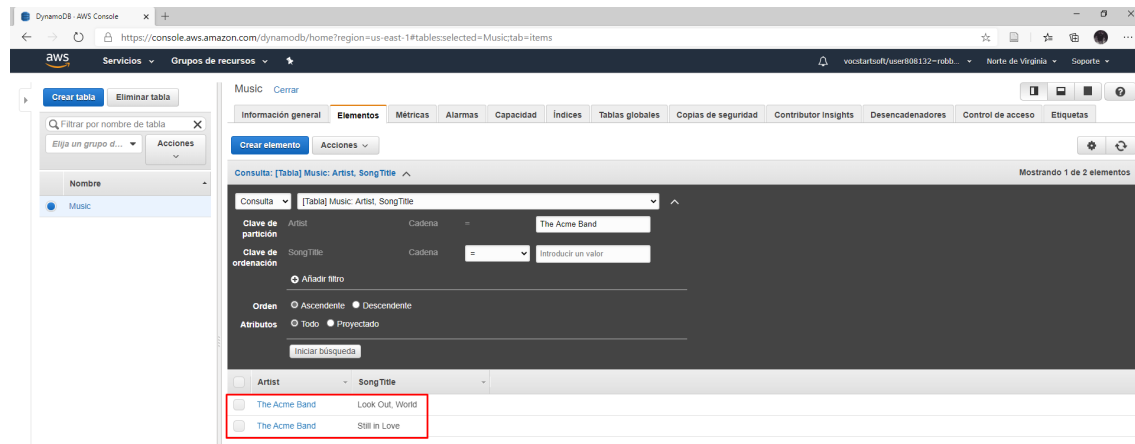 DynamoDB - AWS Console
https://console.aws.amazon.com/dynamodb/home?region=us-east-1#tables:selected=Music;tab=items
aws Servicios Grupos de recursos vocstartsoft/user808132=robb... Norte de Virginia Soporte
Crear tabla Eliminar tabla
Filtrar por nombre de tabla X
Elija un grupo d... Acciones
Nombre
Music
Music Cerrar
Información general Elementos Métricas Alarmas Capacidad Índices Tablas globales Copias de seguridad Contributor Insights Desencadenadores Control de acceso Etiquetas
Crear elemento Acciones
Consulta: [Tabla] Music: Artist, SongTitle Mostrando 1 de 2 elementos
Consulta [Tabla] Music: Artist, SongTitle
Clave de partición Artist Cadena = The Acme Band
Clave de ordenación SongTitle Cadena = Introducir un valor
Añadir filtro
Orden Ascendente Descendente
Atributos Todo Proyectado
Iniciar búsqueda
Artist SongTitle
The Acme Band Look Out, World
The Acme Band Still in Love